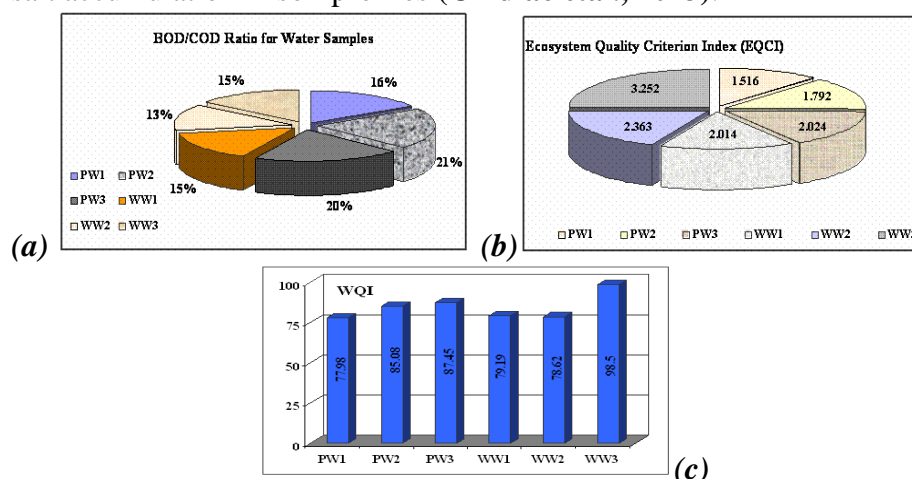 BOD/COD Ratio for Water Samples
15%
16%
13%
21%
15%
20%
PW1
PW2
PW3
WW1
WW2
WW3
(a)
Ecosystem Quality Criterion Index (EQCI)
3.252
1.516
1.792
2.363
2.014
2.024
PW1
PW2
PW3
WW1
WW2
(b)
WQI
100
75
50
25
0
77.98
85.08
87.45
79.19
78.62
98.5
PW1
PW2
PW3
WW1
WW2
WW3
(c)